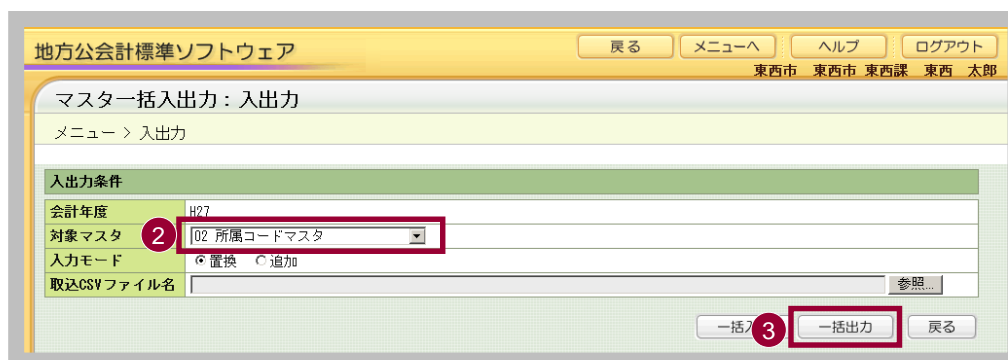 地方公会計標準ソフトウェア 戻る メニューへ ヘルプ ログアウト
東西市 東西市 東西課 東西 太郎
マスター括入出力：入出力
メニュー > 入出力
入出力条件
会計年度 H27
対象マスタ 2 02 所属コードマスタ
入力モード 置換 追加
取込CSVファイル名 参照...
一括入 3 一括出力 戻る